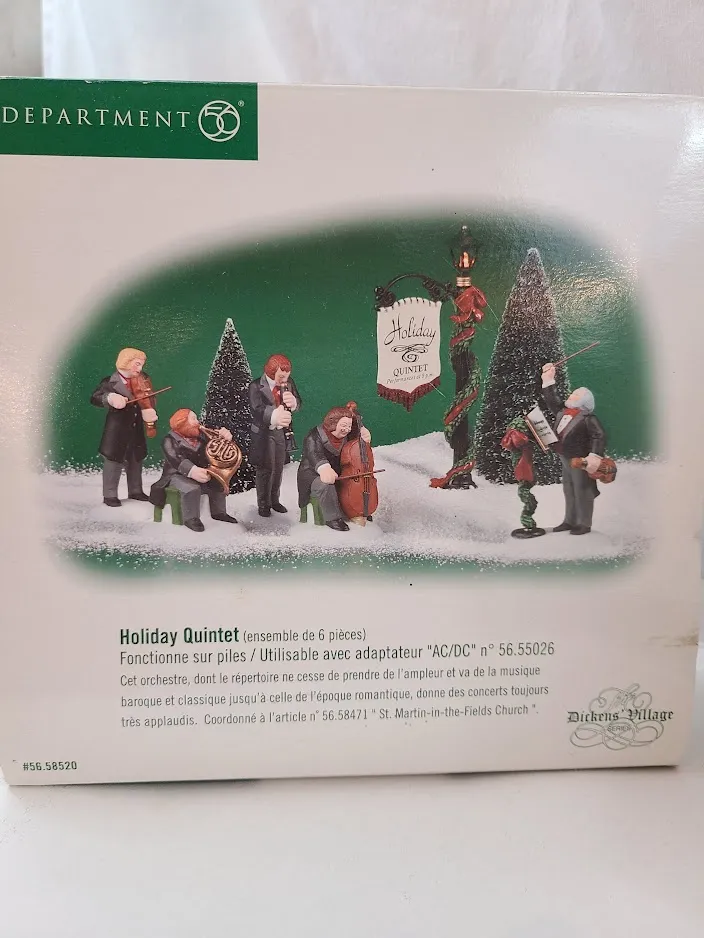 DEPARTMENT 56®
Holiday
QUINTET
Holiday Quintet (ensemble de 6 pièces)
Fonctionne sur piles / Utilisable avec adaptateur "AC/DC" n° 56.55026
Cet orchestre, dont le répertoire ne cesse de prendre de l'ampleur et va de la musique
baroque et classique jusqu'à celle de l'époque romantique, donne des concerts toujours
très applaudis. Coordonné à l'article n° 56.58471 " St. Martin-in-the-Fields Church ".
Dickens' Village
SERIES
#56.58520